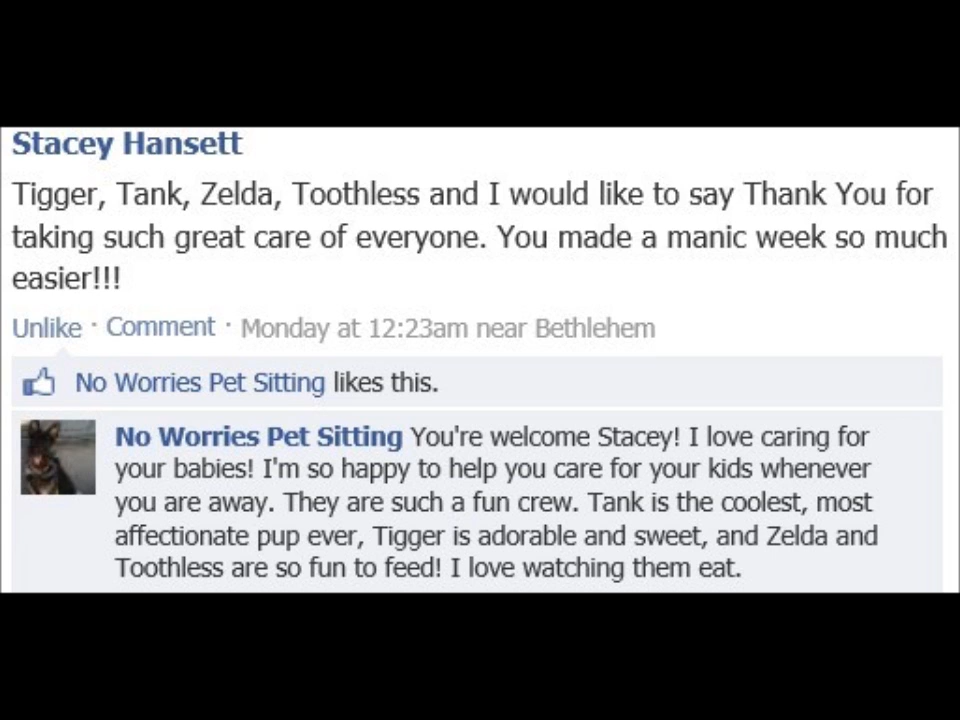 Stacey Hansett
Tigger, Tank, Zelda, Toothless and I would like to say Thank You for
taking such great care of everyone. You made a manic week so much
easier!!!
Unlike · Comment · Monday at 12:23am near Bethlehem
No Worries Pet Sitting likes this.
No Worries Pet Sitting You're welcome Stacey! I love caring for
your babies! I'm so happy to help you care for your kids whenever
you are away. They are such a fun crew. Tank is the coolest, most
affectionate pup ever, Tigger is adorable and sweet, and Zelda and
Toothless are so fun to feed! I love watching them eat.